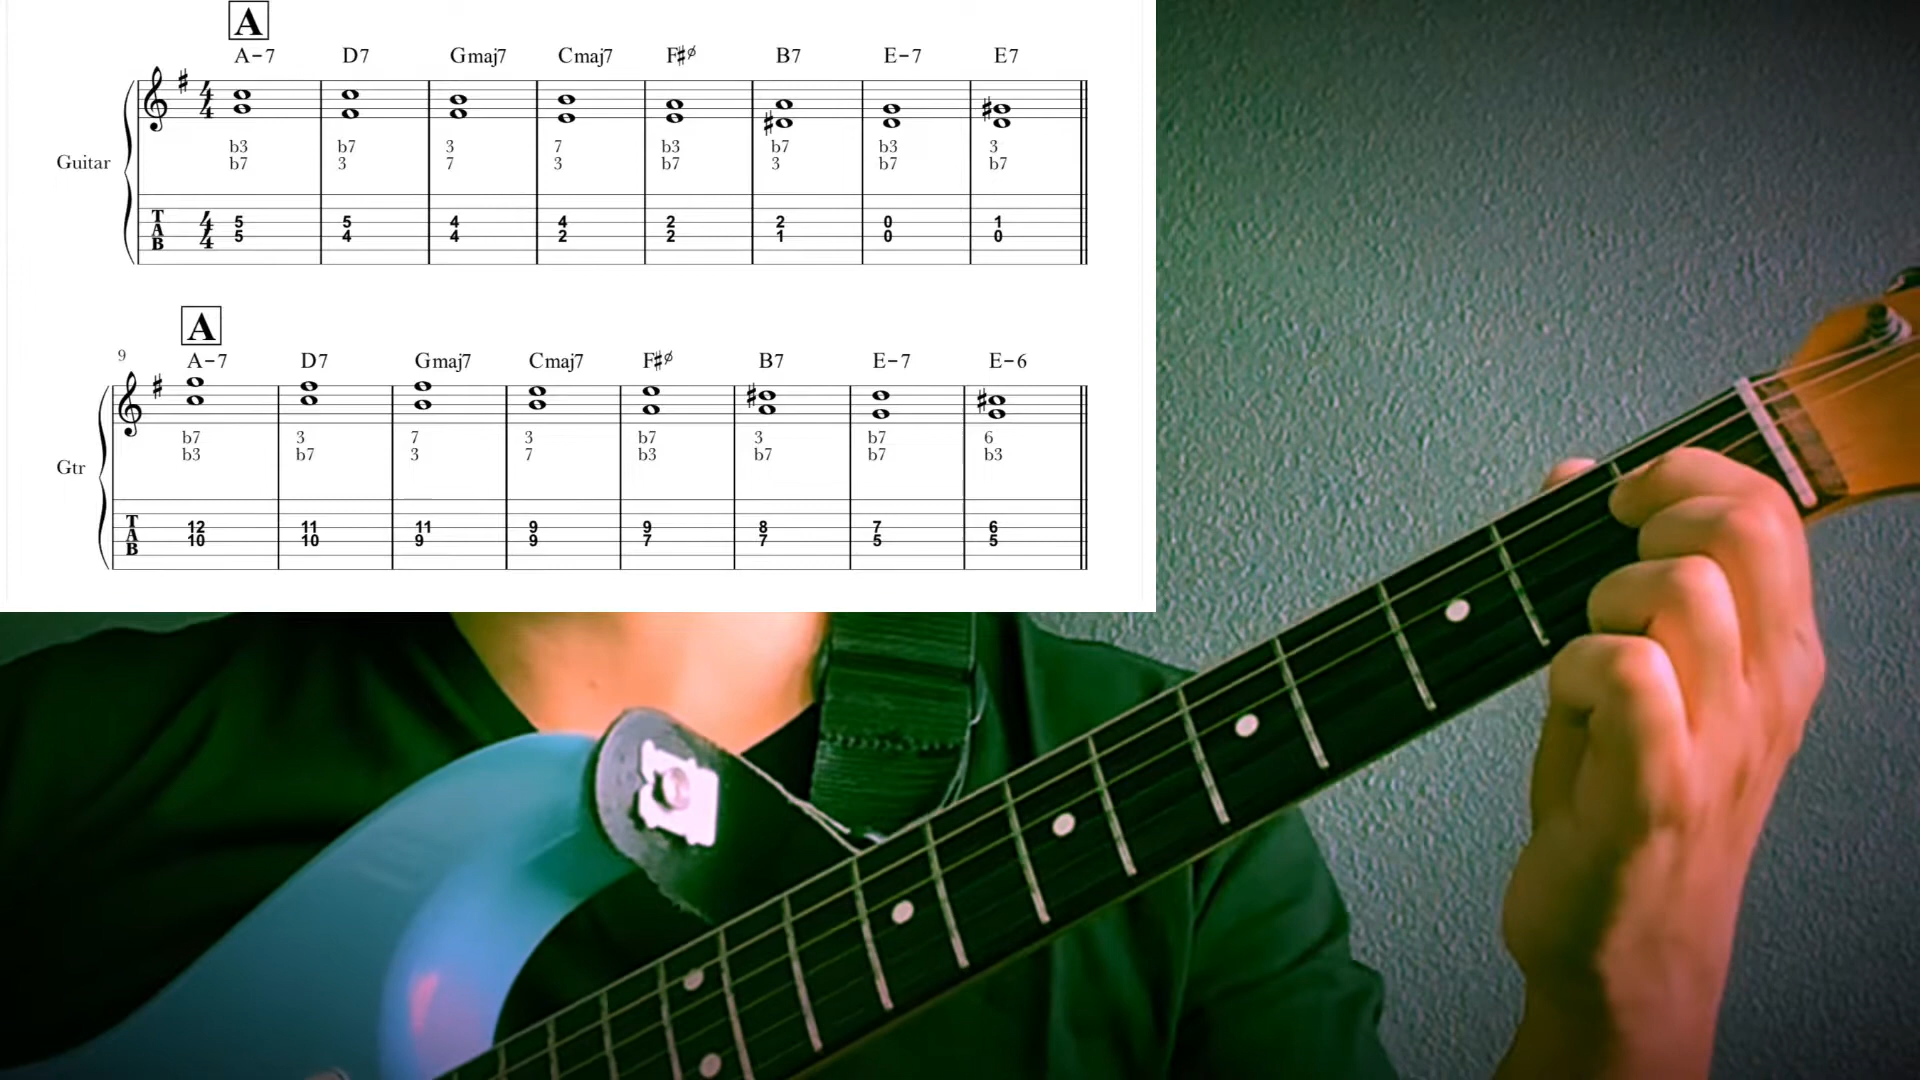 A
A-7 D7 Gmaj7 Cmaj7 F♯ø B7 E-7 E7
4 4
b3 b7 3 7 b3 b7 b3 3
Guitar
b7 3 7 3 b7 3 b7 b7
T A B
4 4
5 5 4 4 2 2 0 1
5 4 4 2 2 1 0 0
A
9
A-7 D7 Gmaj7 Cmaj7 F♯ø B7 E-7 E-6
b7 3 7 3 b7 3 b7 6
b3 b7 3 7 b3 b7 b7 b3
Gtr
T A B
12 11 11 9 9 8 7 6
10 10 9 9 7 7 5 5